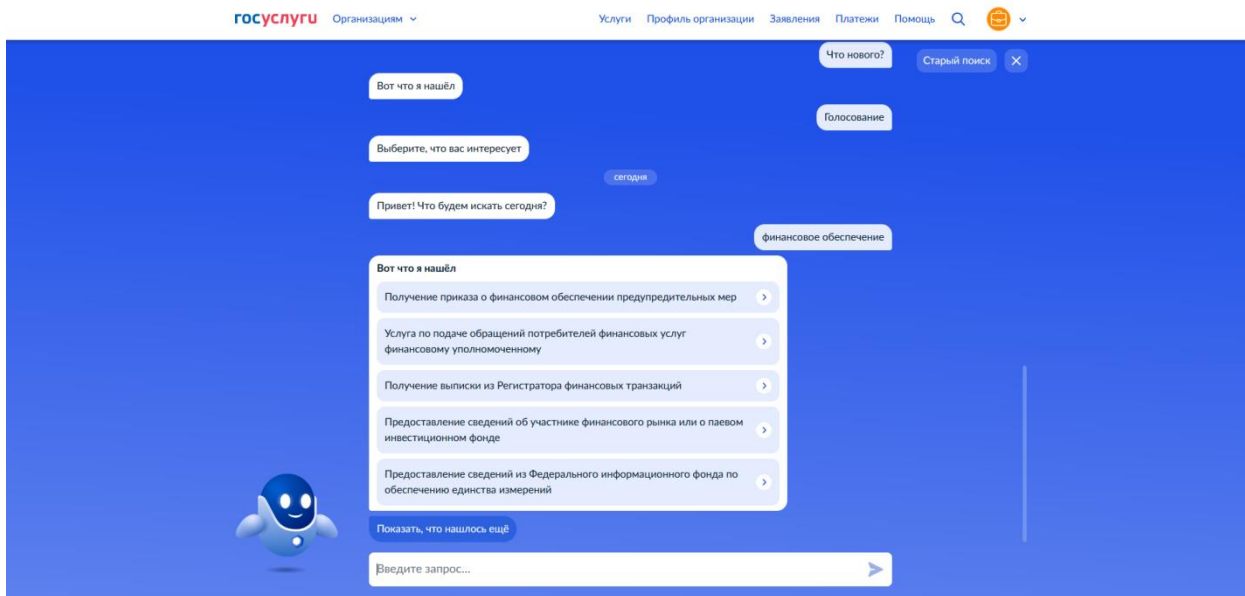 госуслуги Организациям Услуги Профиль организации Заявления Платежи Помощь
Что нового?
Старый поиск
Вот что я нашёл
Голосование
Выберите, что вас интересует
сегодня
Привет! Что будем искать сегодня?
финансовое обеспечение
Вот что я нашёл
Получение приказа о финансовом обеспечении предупредительных мер
Услуга по подаче обращений потребителей финансовых услуг
финансовому уполномоченному
Получение выписки из Регистратора финансовых транзакций
Предоставление сведений об участнике финансового рынка или о паевом
инвестиционном фонде
Предоставление сведений из Федерального информационного фонда по
обеспечению единства измерений
Показать, что нашлось ещё
Введите запрос...